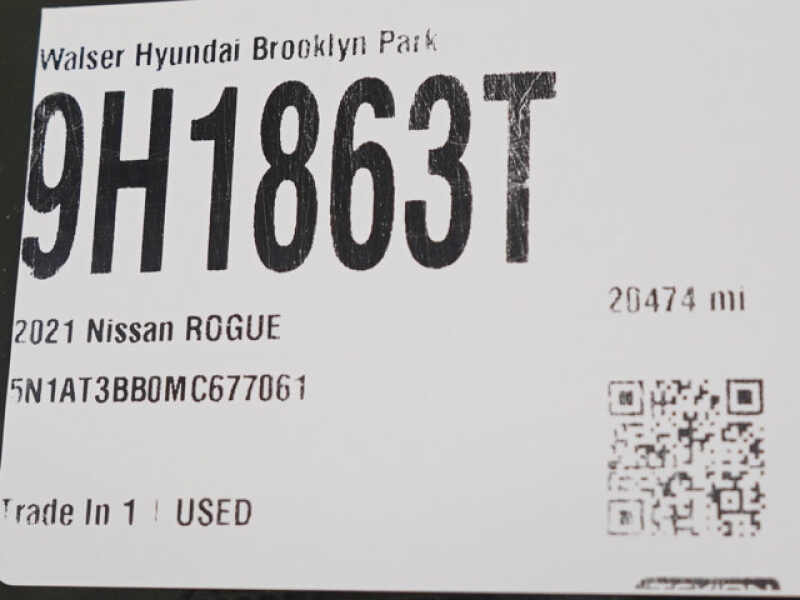 Walser Hyundai Brooklyn Park
9H1863T
2021 Nissan ROGUE
20474 mi
5N1AT3BB0MC677061
Trade In 1 | USED